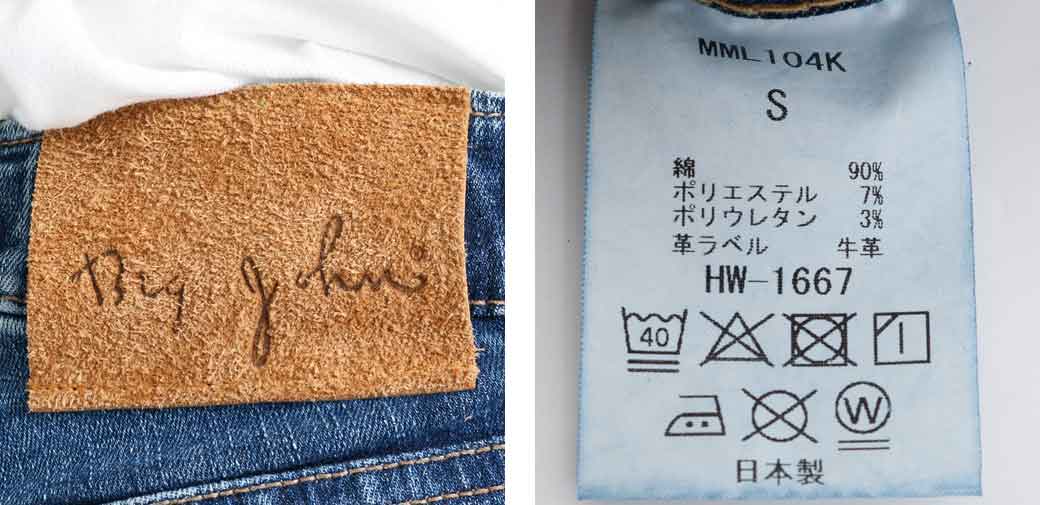 Big John
MML104K
S
綿 90%
ポリエステル 7%
ポリウレタン 3%
革ラベル 牛革
HW-1667
40
W
日本製